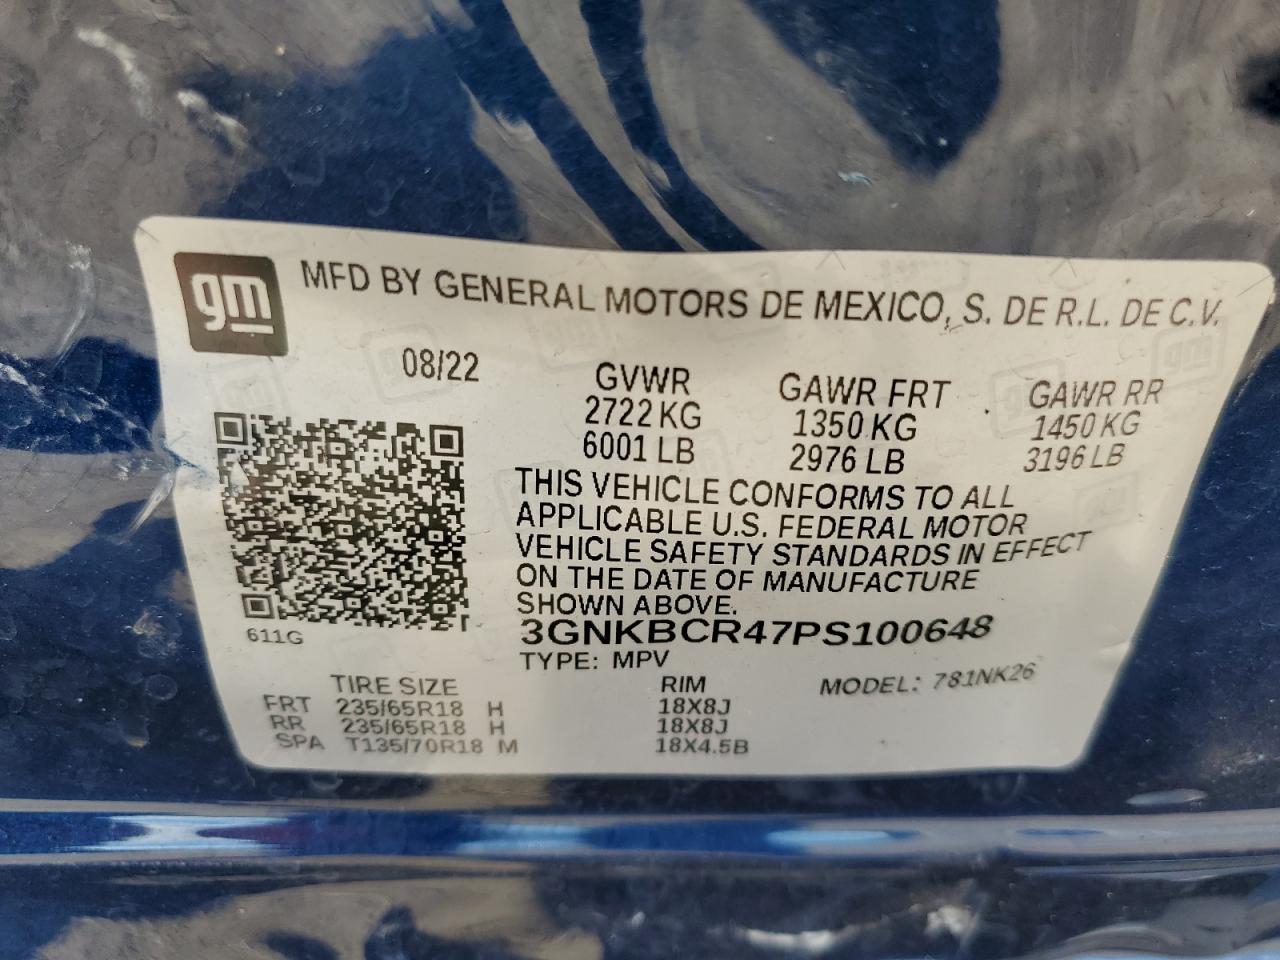 gm
MFD BY GENERAL MOTORS DE MEXICO, S. DE R.L. DE C.V.
08/22
GVWR GAWR FRT GAWR RR
2722 KG 1350 KG 1450 KG
6001 LB 2976 LB 3196 LB
THIS VEHICLE CONFORMS TO ALL
APPLICABLE U.S. FEDERAL MOTOR
VEHICLE SAFETY STANDARDS IN EFFECT
ON THE DATE OF MANUFACTURE
SHOWN ABOVE.
3GNKBCR47PS100648
611G
TYPE: MPV MODEL: 781NK26
TIRE SIZE RIM
FRT 235/65R18 H 18X8J
RR 235/65R18 H 18X8J
SPA T135/70R18 M 18X4.5B